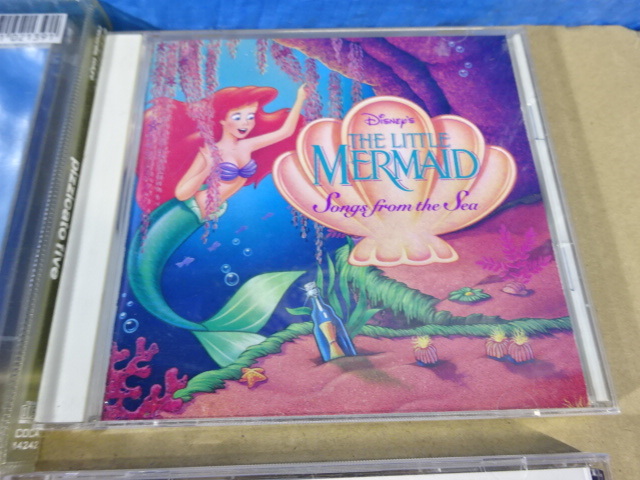 Disney's
THE LITTLE
MERMAID
Songs from the Sea
pizzicato five